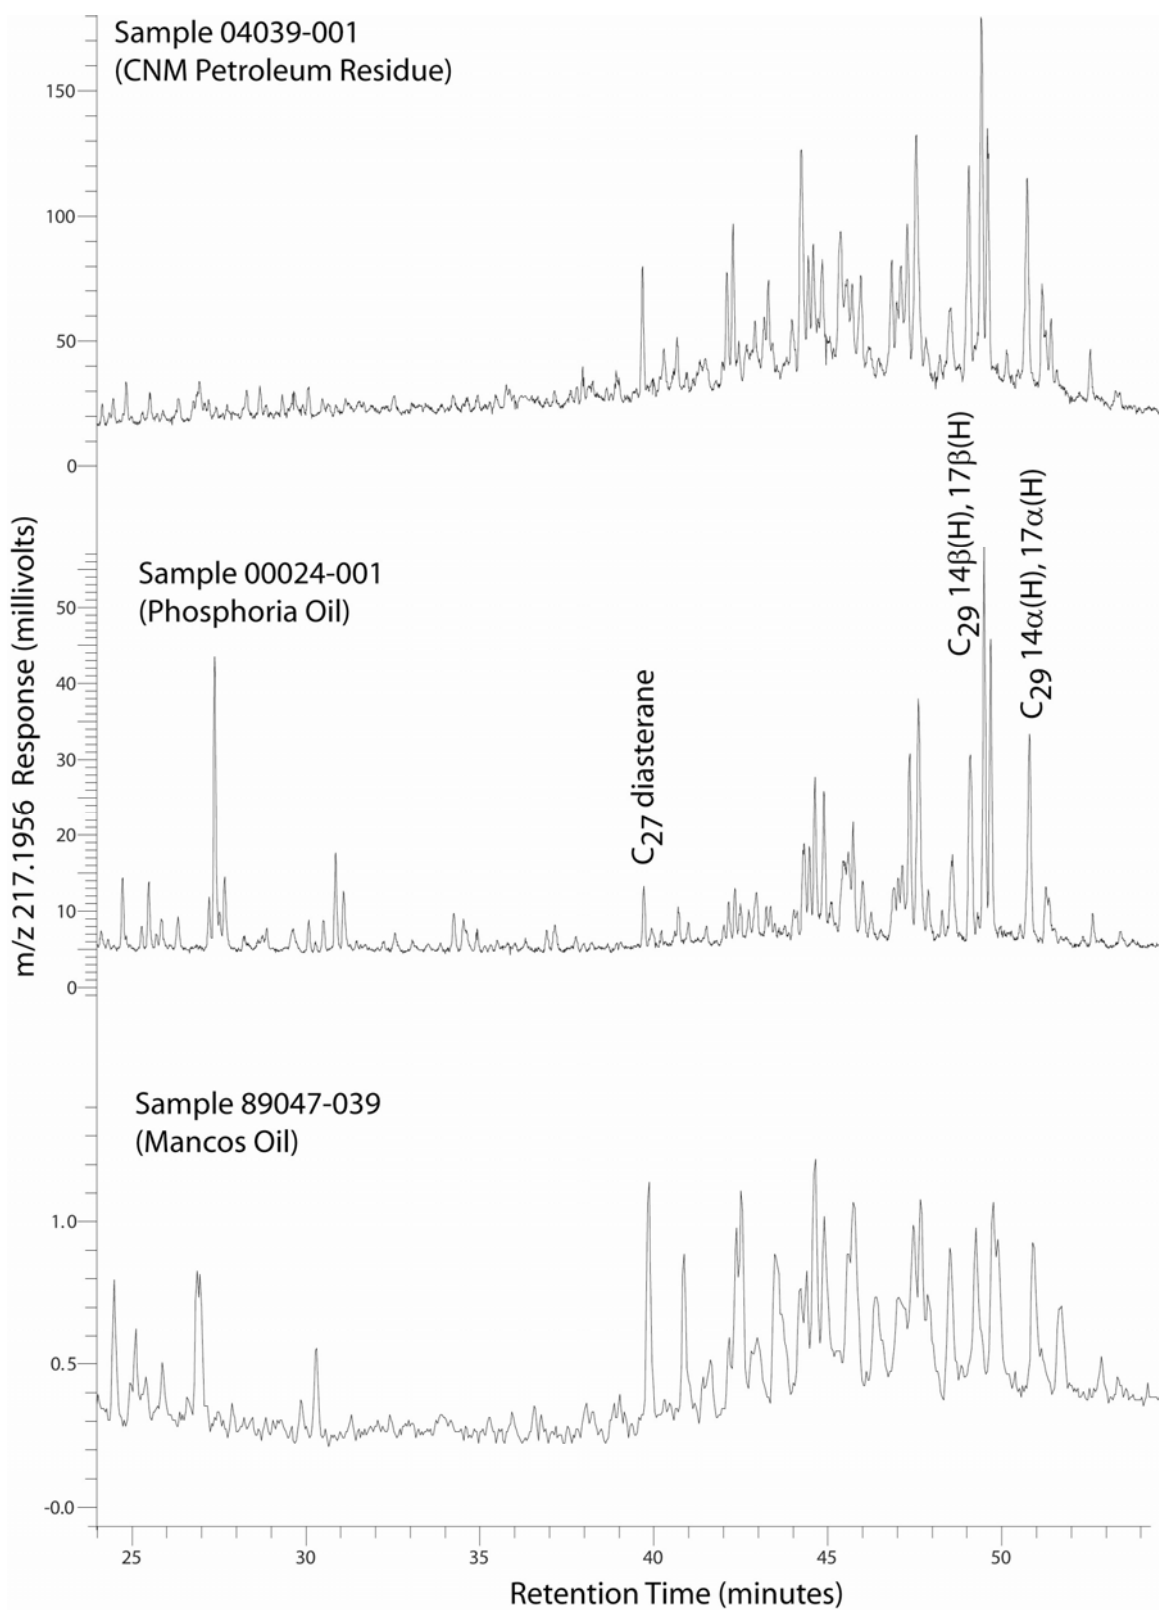 Sample 04039-001
(CNM Petroleum Residue)
150
100
50
0
m/z 217.1956 Response (millivolts)
Sample 00024-001
(Phosphoria Oil)
50
40
30
20
10
0
C27 diasterane
C29 14β(H), 17β(H)
C29 14α(H), 17α(H)
Sample 89047-039
(Mancos Oil)
1.0
0.5
-0.0
25 30 35 40 45 50
Retention Time (minutes)